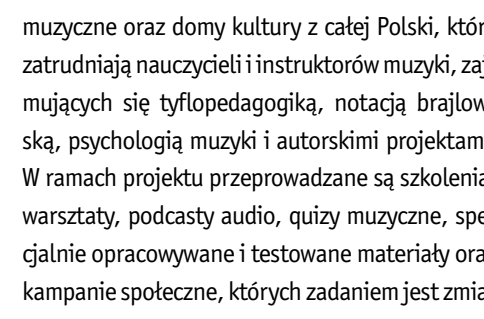 muzyczne oraz domy kultury z całej Polski, któr
zatrudniają nauczycieli i instruktorów muzyki, zaj
mujących się tyflopedagogiką, notacją brajlow
ską, psychologią muzyki i autorskimi projektam
W ramach projektu przeprowadzane są szkolenia
warsztaty, podcasty audio, quizy muzyczne, spe
cjalnie opracowywane i testowane materiały ora
kampanie społeczne, których zadaniem jest zmia